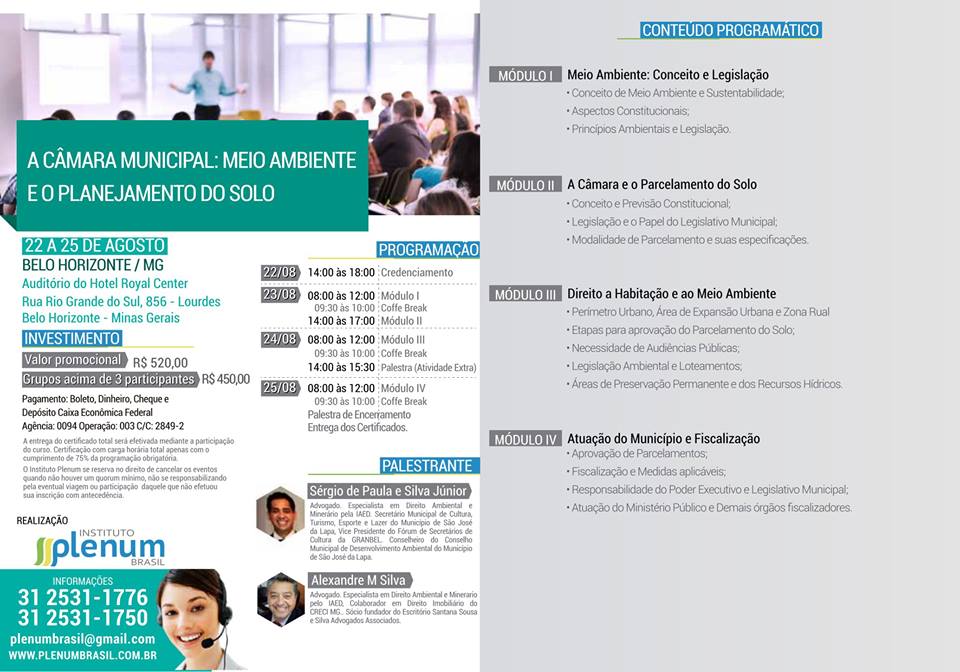 A CÂMARA MUNICIPAL: MEIO AMBIENTE
E O PLANEJAMENTO DO SOLO
22 A 25 DE AGOSTO
BELO HORIZONTE / MG
Auditório do Hotel Royal Center
Rua Rio Grande do Sul, 856 - Lourdes
Belo Horizonte - Minas Gerais
INVESTIMENTO
Valor promocional R$ 520,00
Grupos acima de 3 participantes R$ 450,00
Pagamento: Boleto, Dinheiro, Cheque e
Depósito Caixa Econômica Federal
Agência: 0094 Operação: 003 C/C: 2849-2
A entrega do certificado total será efetivada mediante a participação
do curso. Certificação com carga horária total apenas com o
cumprimento de 75% da programação obrigatória.
O Instituto Plenum se reserva no direito de cancelar os eventos
quando não houver um quorum mínimo, não se responsabilizando
pela eventual viagem ou participação daquele que não efetuou
sua inscrição com antecedência.
REALIZAÇÃO
INSTITUTO
plenum
BRASIL
INFORMAÇÕES
31 2531-1776
31 2531-1750
plenumbrasil@gmail.com
WWW.PLENUMBRASIL.COM.BR
PROGRAMAÇÃO
22/08 14:00 às 18:00 Credenciamento
23/08 08:00 às 12:00 Módulo I
09:30 às 10:00 Coffe Break
14:00 às 17:00 Módulo II
24/08 08:00 às 12:00 Módulo III
09:30 às 10:00 Coffe Break
14:00 às 15:30 Palestra (Atividade Extra)
25/08 08:00 às 12:00 Módulo IV
09:30 às 10:00 Coffe Break
Palestra de Encerramento
Entrega dos Certificados.
PALESTRANTE
Sérgio de Paula e Silva Júnior
Advogado. Especialista em Direito Ambiental e
Minerário pela IAED. Secretário Municipal de Cultura,
Turismo, Esporte e Lazer do Município de São José
da Lapa, Vice Presidente do Fórum de Secretários de
Cultura da GRANBEL. Conselheiro do Conselho
Municipal de Desenvolvimento Ambiental do Município
de São José da Lapa.
Alexandre M Silva
Advogado. Especialista em Direito Ambiental e Minerario
pelo IAED, Colaborador em Direito Imobiliário do
CRECI MG., Sócio fundador do Escritório Santana Sousa
e Silva Advogados Associados.
CONTEÚDO PROGRAMÁTICO
MÓDULO I Meio Ambiente: Conceito e Legislação
• Conceito de Meio Ambiente e Sustentabilidade;
• Aspectos Constitucionais;
• Princípios Ambientais e Legislação.
MÓDULO II A Câmara e o Parcelamento do Solo
• Conceito e Previsão Constitucional;
• Legislação e o Papel do Legislativo Municipal;
• Modalidade de Parcelamento e suas especificações.
MÓDULO III Direito a Habitação e ao Meio Ambiente
• Perímetro Urbano, Área de Expansão Urbana e Zona Rual
• Etapas para aprovação do Parcelamento do Solo;
• Necessidade de Audiências Públicas;
• Legislação Ambiental e Loteamentos;
• Áreas de Preservação Permanente e dos Recursos Hídricos.
MÓDULO IV Atuação do Município e Fiscalização
• Aprovação de Parcelamentos;
• Fiscalização e Medidas aplicáveis;
• Responsabilidade do Poder Executivo e Legislativo Municipal;
• Atuação do Ministério Público e Demais órgãos fiscalizadores.